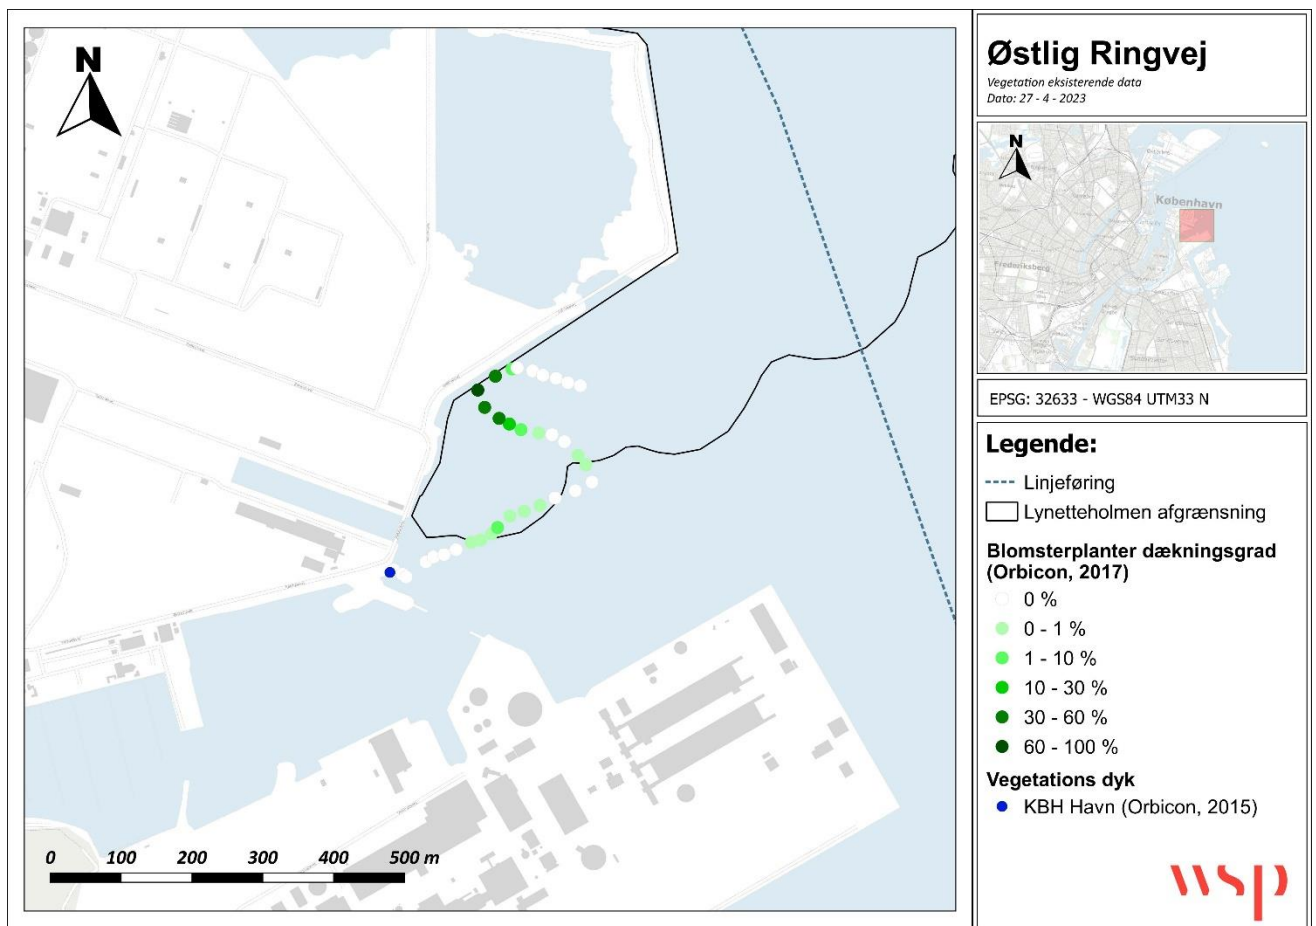 N
0 100 200 300 400 500 m
Østlig Ringvej
Vegetation eksisterende data
Dato: 27 - 4 - 2023
N
København
Frederiksberg
EPSG: 32633 - WGS84 UTM33 N
Legende:
Linjeføring
Lynetteholmen afgrænsning
Blomsterplanter dækningsgrad
(Orbicon, 2017)
0 %
0 - 1 %
1 - 10 %
10 - 30 %
30 - 60 %
60 - 100 %
Vegetations dyk
KBH Havn (Orbicon, 2015)
wsp